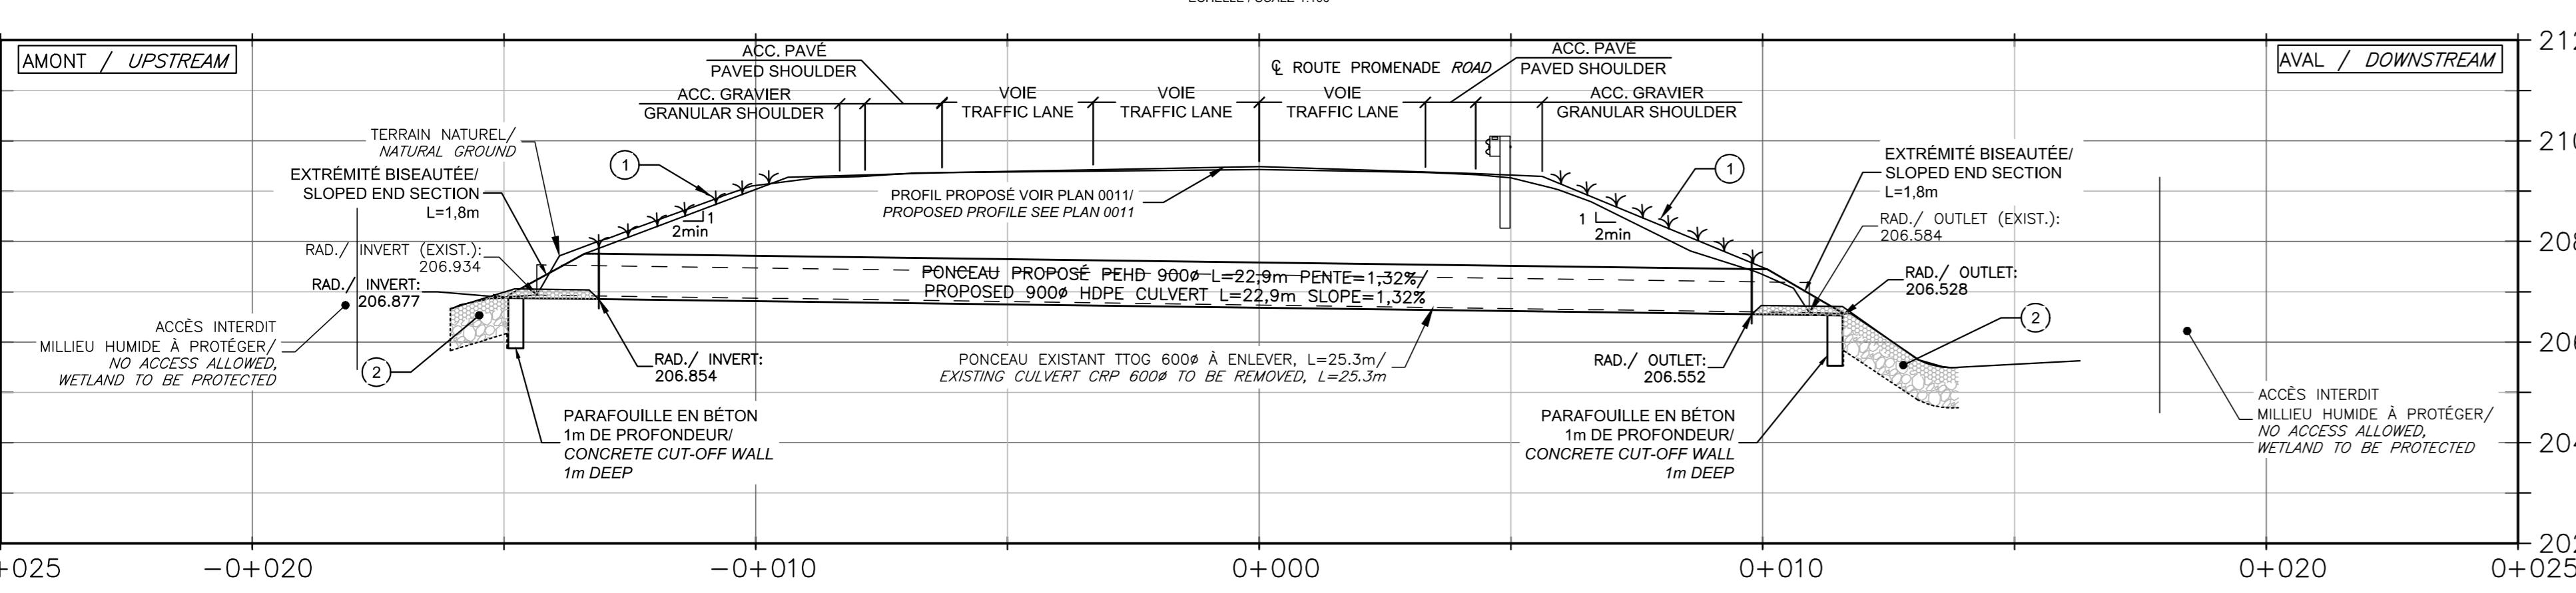 AMONT / UPSTREAM
ACC. PAVÉ
PAVED SHOULDER
ACC. GRAVIER
GRANULAR SHOULDER
VOIE
TRAFFIC LANE
VOIE
TRAFFIC LANE
℄ ROUTE PROMENADE ROAD
VOIE
TRAFFIC LANE
ACC. PAVÉ
PAVED SHOULDER
ACC. GRAVIER
GRANULAR SHOULDER
AVAL / DOWNSTREAM
TERRAIN NATUREL/
NATURAL GROUND
1
EXTRÉMITÉ BISEAUTÉE/
SLOPED END SECTION
L=1,8m
1
2min
RAD./ INVERT (EXIST.):
206.934
RAD./ INVERT:
206.877
ACCÈS INTERDIT
MILLIEU HUMIDE À PROTÉGER/
NO ACCESS ALLOWED,
WETLAND TO BE PROTECTED
2
PROFIL PROPOSÉ VOIR PLAN 0011/
PROPOSED PROFILE SEE PLAN 0011
PONCEAU PROPOSÉ PEHD 900ø L=22,9m PENTE=1,32%/
PROPOSED 900ø HDPE CULVERT L=22,9m SLOPE=1,32%
RAD./ INVERT:
206.854
PONCEAU EXISTANT TTOG 600ø À ENLEVER, L=25.3m/
EXISTING CULVERT CRP 600ø TO BE REMOVED, L=25.3m
PARAFOUILLE EN BÉTON
1m DE PROFONDEUR/
CONCRETE CUT-OFF WALL
1m DEEP
1
1
2min
EXTRÉMITÉ BISEAUTÉE/
SLOPED END SECTION
L=1,8m
RAD./ OUTLET (EXIST.):
206.584
RAD./ OUTLET:
206.528
2
RAD./ OUTLET:
206.552
PARAFOUILLE EN BÉTON
1m DE PROFONDEUR/
CONCRETE CUT-OFF WALL
1m DEEP
ACCÈS INTERDIT
MILLIEU HUMIDE À PROTÉGER/
NO ACCESS ALLOWED,
WETLAND TO BE PROTECTED
-0+020
-0+010
0+000
0+010
0+020
0+025